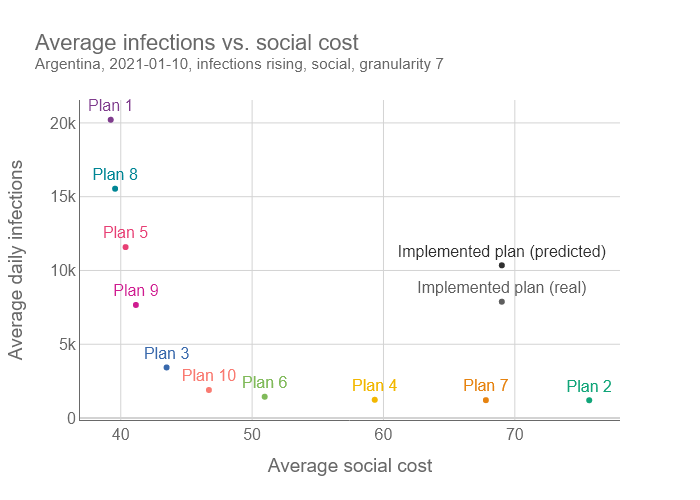 Average infections vs. social cost
Argentina, 2021-01-10, infections rising, social, granularity 7
Plan 1
20k
Plan 8
15k
Plan 5
Implemented plan (predicted)
10k
Plan 9
Implemented plan (real)
5k
Plan 3
Plan 10
Plan 6
Plan 4
Plan 7
Plan 2
0
40
50
60
70
Average social cost
Average daily infections